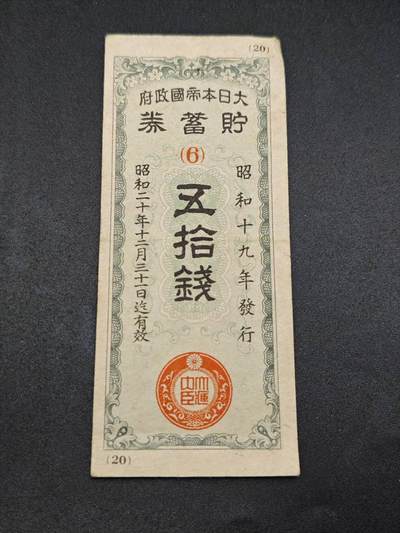 (20)
大日本帝國政府
貯蓄券
(6)
昭和十九年發行
五拾錢
昭和二十年十二月三十一日迄有效
(20)